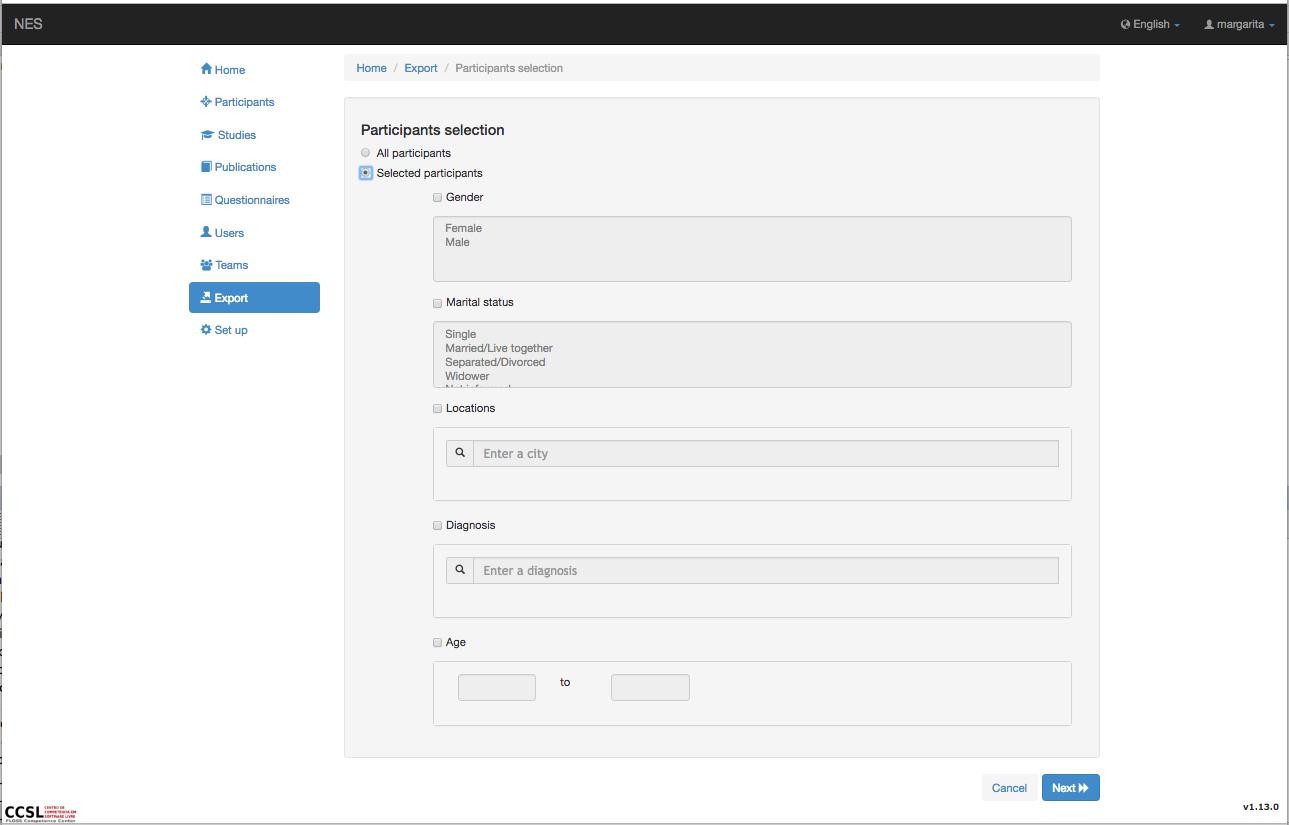 NES
English
margarita
Home
Participants
Studies
Publications
Questionnaires
Users
Teams
Export
Set up
Home / Export / Participants selection
Participants selection
All participants
Selected participants
Gender
Female
Male
Marital status
Single
Married/Live together
Separated/Divorced
Widower
Locations
Enter a city
Diagnosis
Enter a diagnosis
Age
to
Cancel
Next
CCSL
CENTRO DE
COMPETÊNCIA EM
SOFTWARE LIVRE
FLOSS Competence Center
v1.13.0